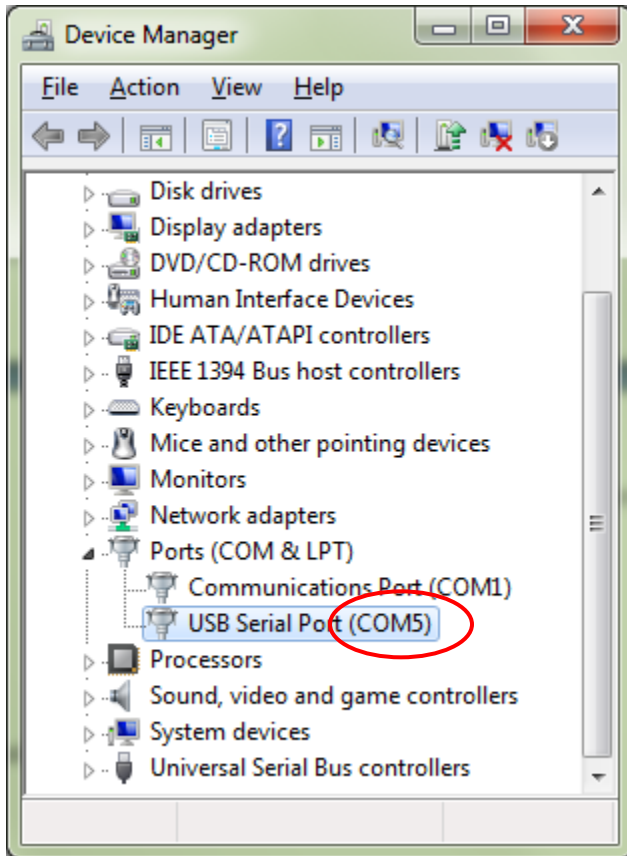 Device Manager
File Action View Help
Disk drives
Display adapters
DVD/CD-ROM drives
Human Interface Devices
IDE ATA/ATAPI controllers
IEEE 1394 Bus host controllers
Keyboards
Mice and other pointing devices
Monitors
Network adapters
Ports (COM & LPT)
Communications Port (COM1)
USB Serial Port (COM5)
Processors
Sound, video and game controllers
System devices
Universal Serial Bus controllers